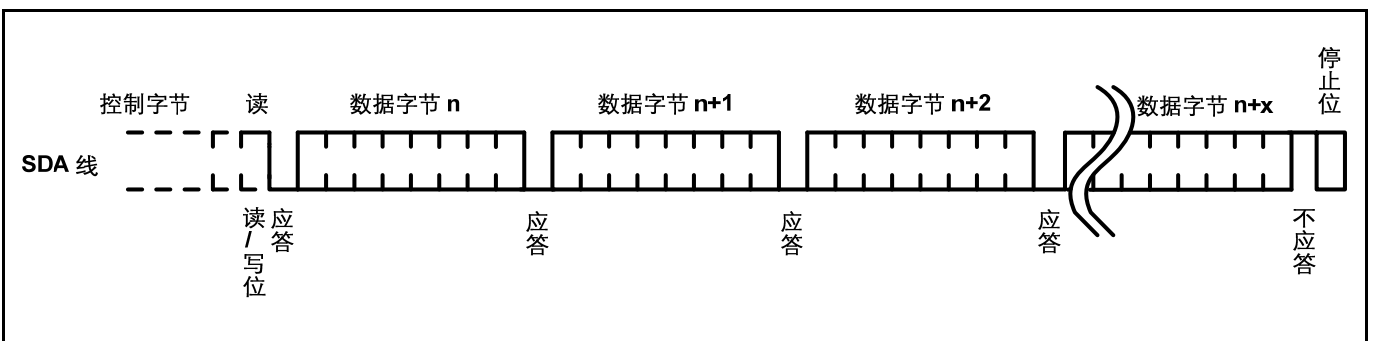 停止位
控制字节 读 数据字节 n 数据字节 n+1 数据字节 n+2 数据字节 n+x
SDA 线
读/写位 应答 应答 应答 应答 不应答